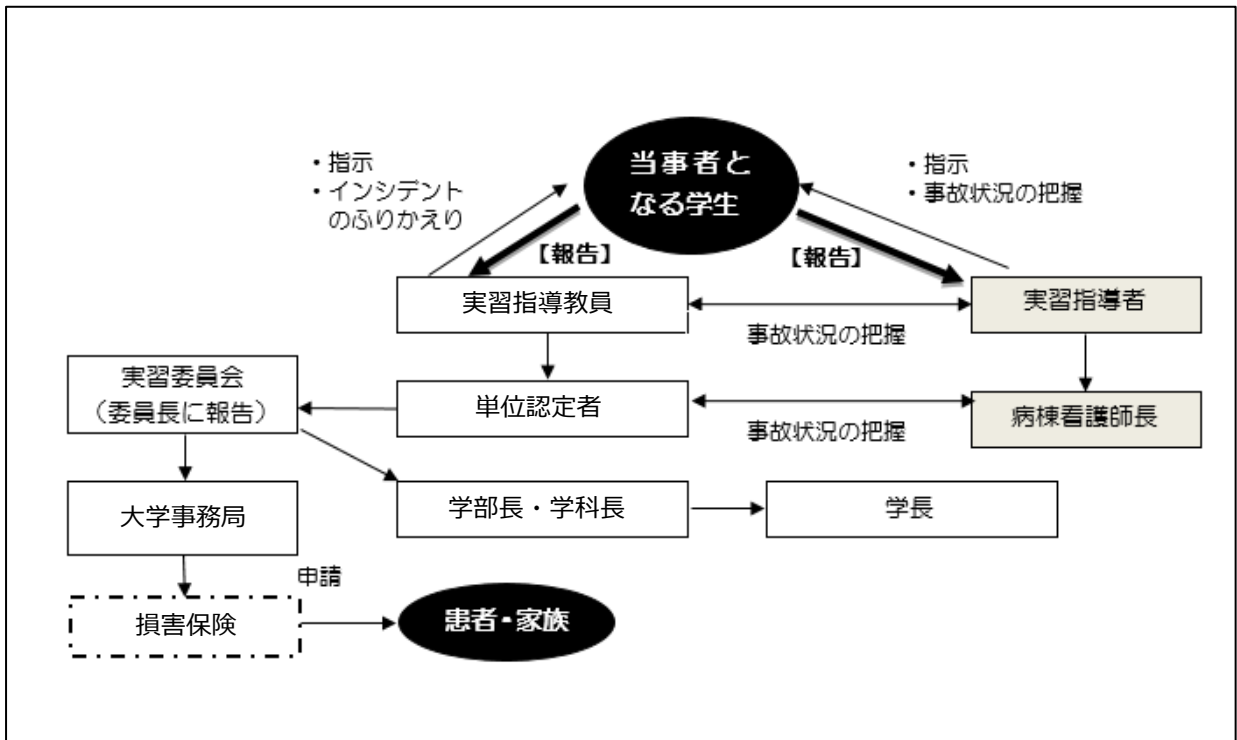 当事者と
なる学生
・指示
・インシデント
のふりかえり
・指示
・事故状況の把握
【報告】
【報告】
実習指導教員
実習指導者
事故状況の把握
実習委員会
（委員長に報告）
単位認定者
病棟看護師長
事故状況の把握
大学事務局
学部長・学科長
学長
申請
損害保険
患者・家族